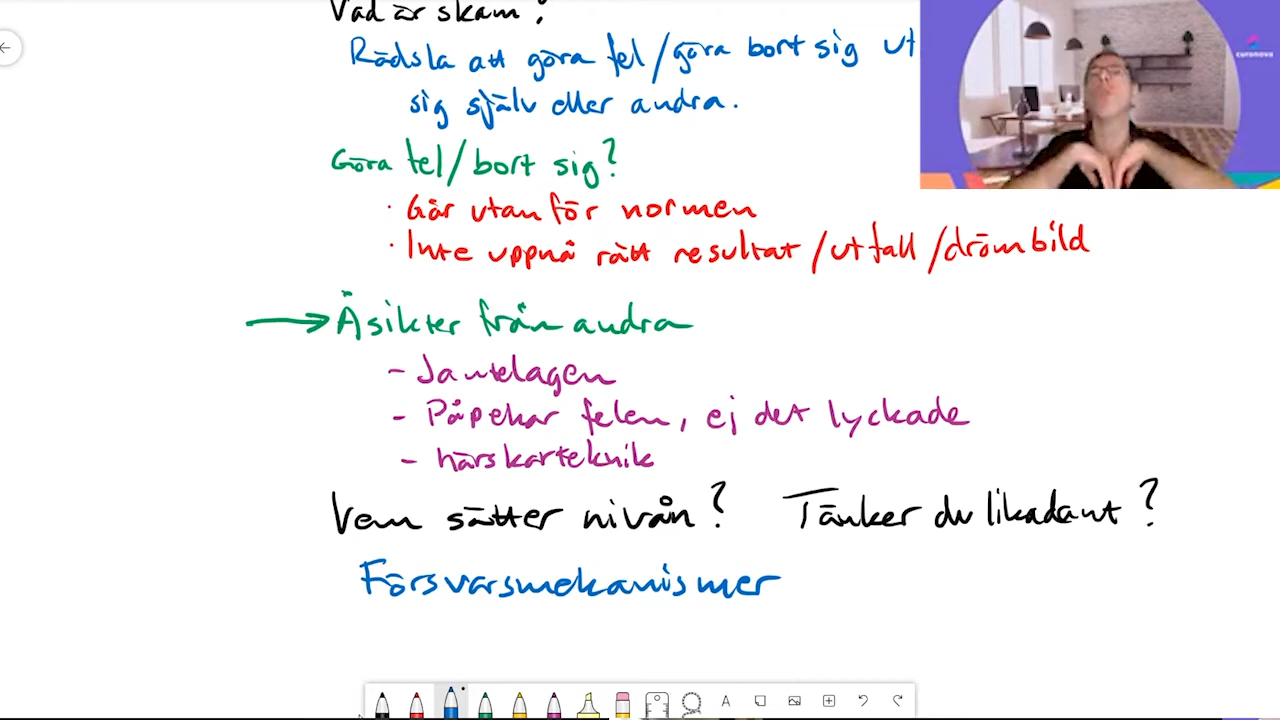 Vad är skam?
Rädsla att göra fel/göra bort sig ut
sig själv eller andra.
Göra fel/bort sig?
· Går utanför normen
· Inte uppnå rätt resultat/utfall/drömbild
→ Åsikter från andra
- Jantelagen
- Påpekar felen, ej det lyckade
- härskarteknik
Vem sätter nivån? Tänker du likadant?
Försvarsmekanismer
curonova